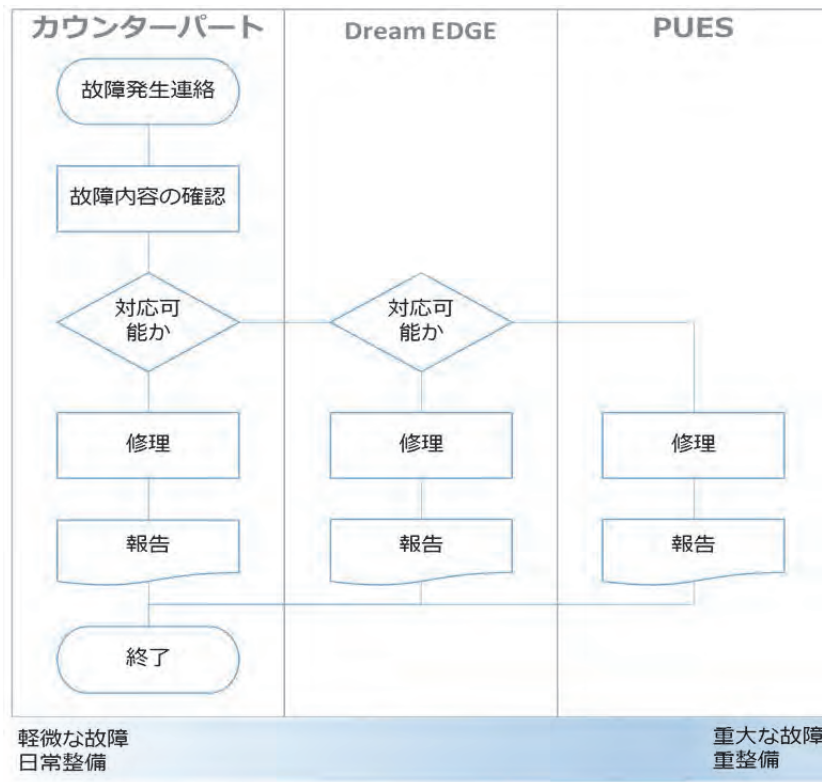 カウンターパート
Dream EDGE
PUES
故障発生連絡
故障内容の確認
対応可
能か
対応可
能か
修理
修理
修理
報告
報告
報告
終了
軽微な故障
日常整備
重大な故障
重整備